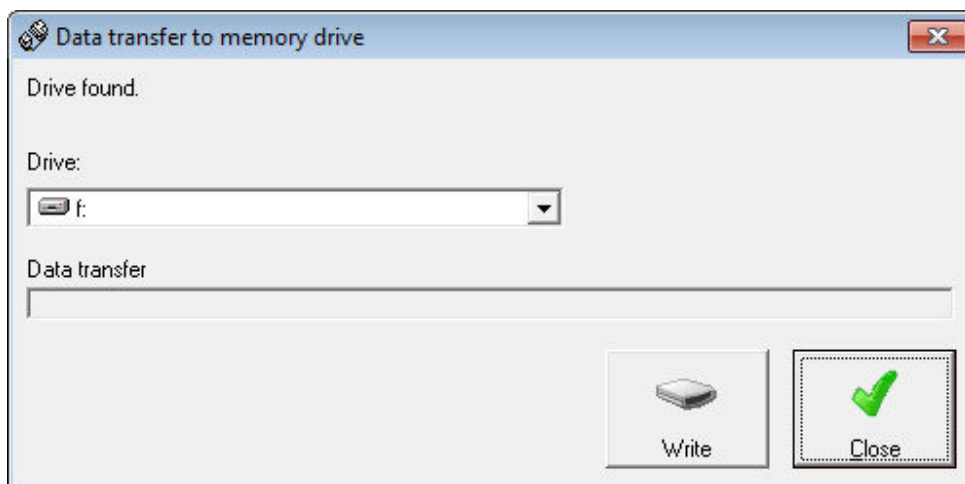 Data transfer to memory drive
Drive found.
Drive:
f:
Data transfer
Write
Close